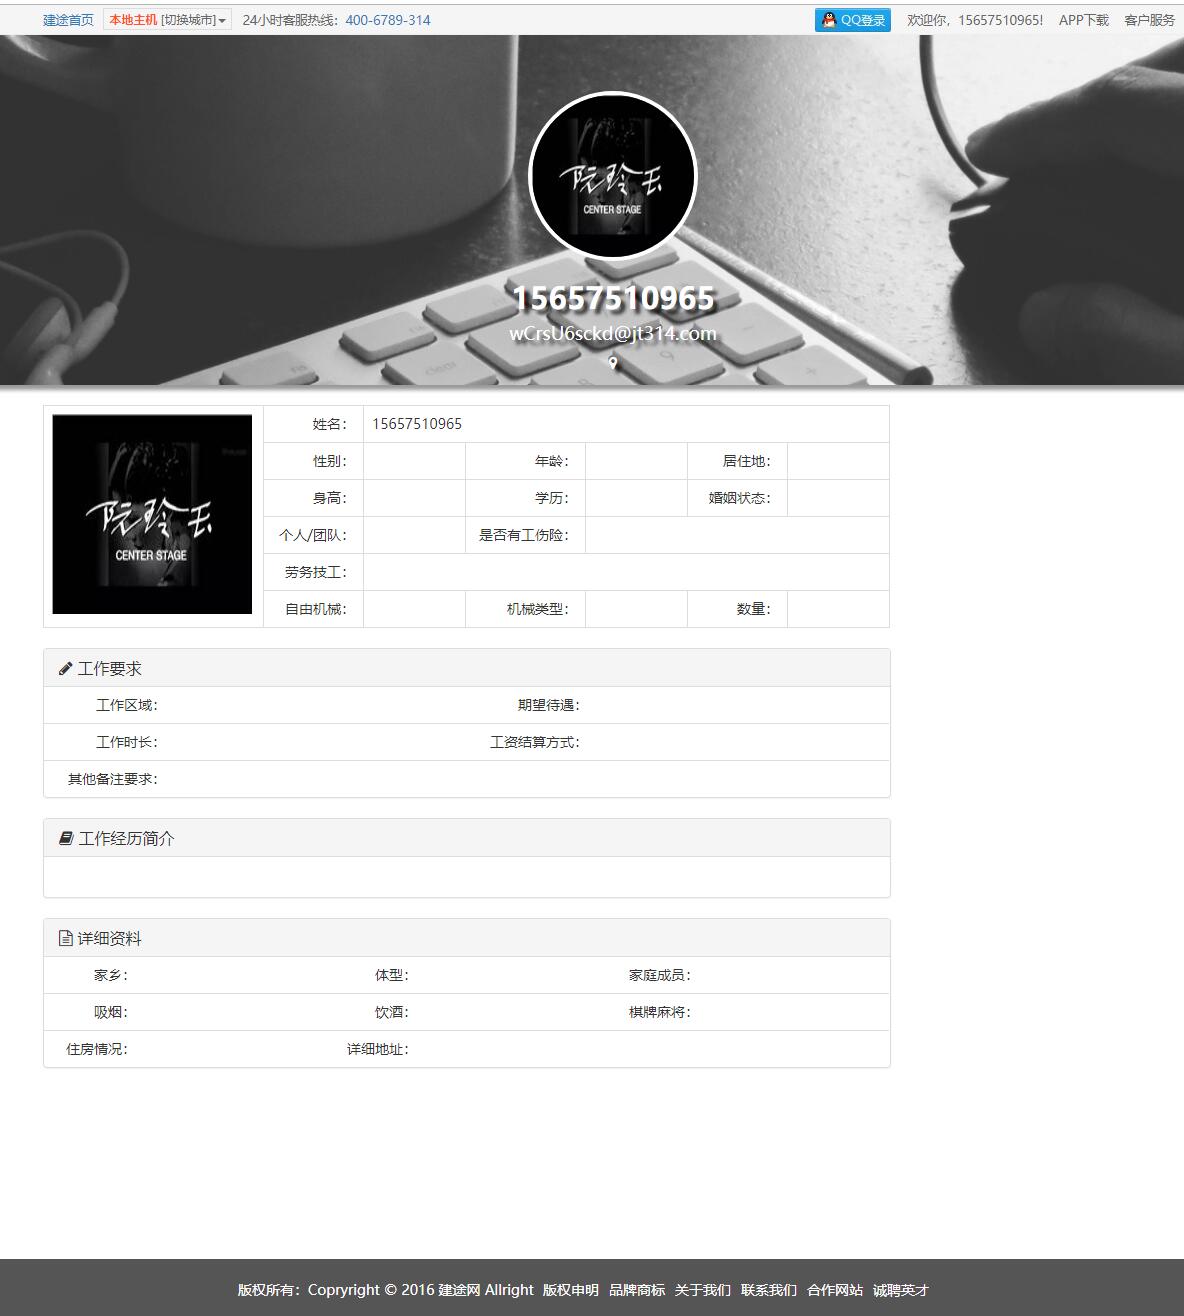 建途首页 本地主机 [切换城市] 24小时客服热线：400-6789-314 QQ登录 欢迎你，15657510965! APP下载 客户服务
阮玲玉
CENTER STAGE
15657510965
wCrsU6sckd@jt314.com
阮玲玉
CENTER STAGE
姓名： 15657510965
性别： 年龄： 居住地：
身高： 学历： 婚姻状态：
个人/团队： 是否有工伤险：
劳务技工：
自由机械： 机械类型： 数量：
工作要求
工作区域： 期望待遇：
工作时长： 工资结算方式：
其他备注要求：
工作经历简介
详细资料
家乡： 体型： 家庭成员：
吸烟： 饮酒： 棋牌麻将：
住房情况： 详细地址：
版权所有：Copryright © 2016 建途网 Allright 版权申明 品牌商标 关于我们 联系我们 合作网站 诚聘英才